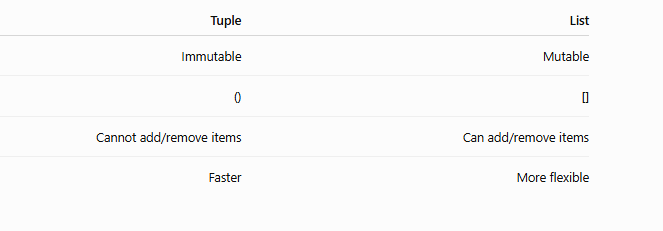 Tuple List
Immutable Mutable
() []
Cannot add/remove items Can add/remove items
Faster More flexible